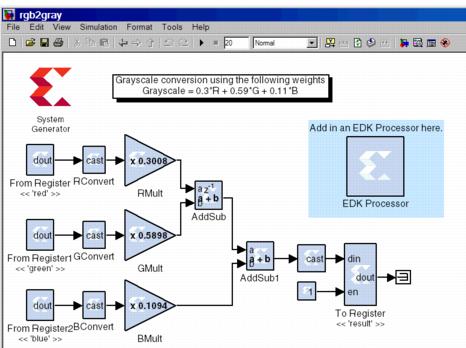 rgb2gray
File Edit View Simulation Format Tools Help
20 Normal
Grayscale conversion using the following weights
Grayscale = 0.3*R + 0.59*G + 0.11*B
System
Generator
Add in an EDK Processor here.
EDK Processor
dout cast x 0.3008
From Register RConvert RMult
<< 'red' >>
a z-1
b a + b
AddSub
dout cast x 0.5898
From Register1 GConvert GMult
<< 'green' >>
a
b a + b
AddSub1
cast din
dout
1 en
To Register
<< 'result' >>
dout cast x 0.1094
From Register2 BConvert BMult
<< 'blue' >>